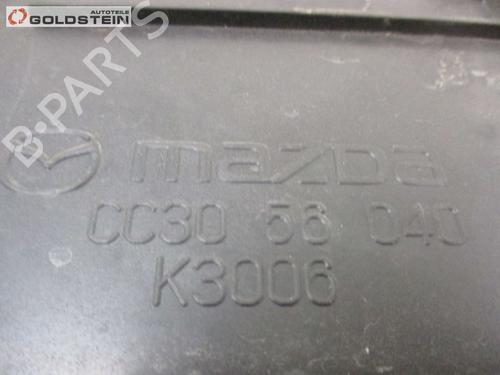 AUTOTEILE
GOLDSTEIN
B-PARTS
mazda
CC30 56 040
K3006